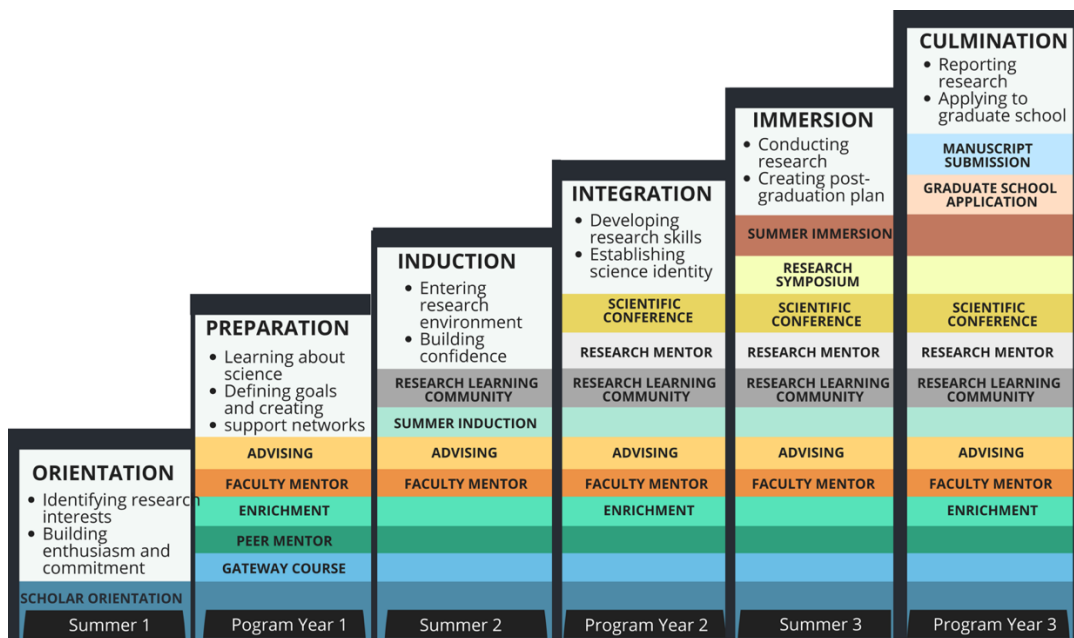 ORIENTATION
• Identifying research
interests
• Building
enthusiasm and
commitment
SCHOLAR ORIENTATION
Summer 1
PREPARATION
• Learning about
science
• Defining goals
and creating
• support networks
ADVISING
FACULTY MENTOR
ENRICHMENT
PEER MENTOR
GATEWAY COURSE
Pogram Year 1
INDUCTION
• Entering
research
environment
• Building
confidence
RESEARCH LEARNING
COMMUNITY
SUMMER INDUCTION
ADVISING
FACULTY MENTOR
Summer 2
INTEGRATION
• Developing
research skills
• Establishing
science identity
SCIENTIFIC
CONFERENCE
RESEARCH MENTOR
RESEARCH LEARNING
COMMUNITY
ADVISING
FACULTY MENTOR
ENRICHMENT
Program Year 2
IMMERSION
• Conducting
research
• Creating post-
graduation plan
SUMMER IMMERSION
RESEARCH
SYMPOSIUM
SCIENTIFIC
CONFERENCE
RESEARCH MENTOR
RESEARCH LEARNING
COMMUNITY
ADVISING
FACULTY MENTOR
Summer 3
CULMINATION
• Reporting
research
• Applying to
graduate school
MANUSCRIPT
SUBMISSION
GRADUATE SCHOOL
APPLICATION
SCIENTIFIC
CONFERENCE
RESEARCH MENTOR
RESEARCH LEARNING
COMMUNITY
ADVISING
FACULTY MENTOR
ENRICHMENT
Program Year 3